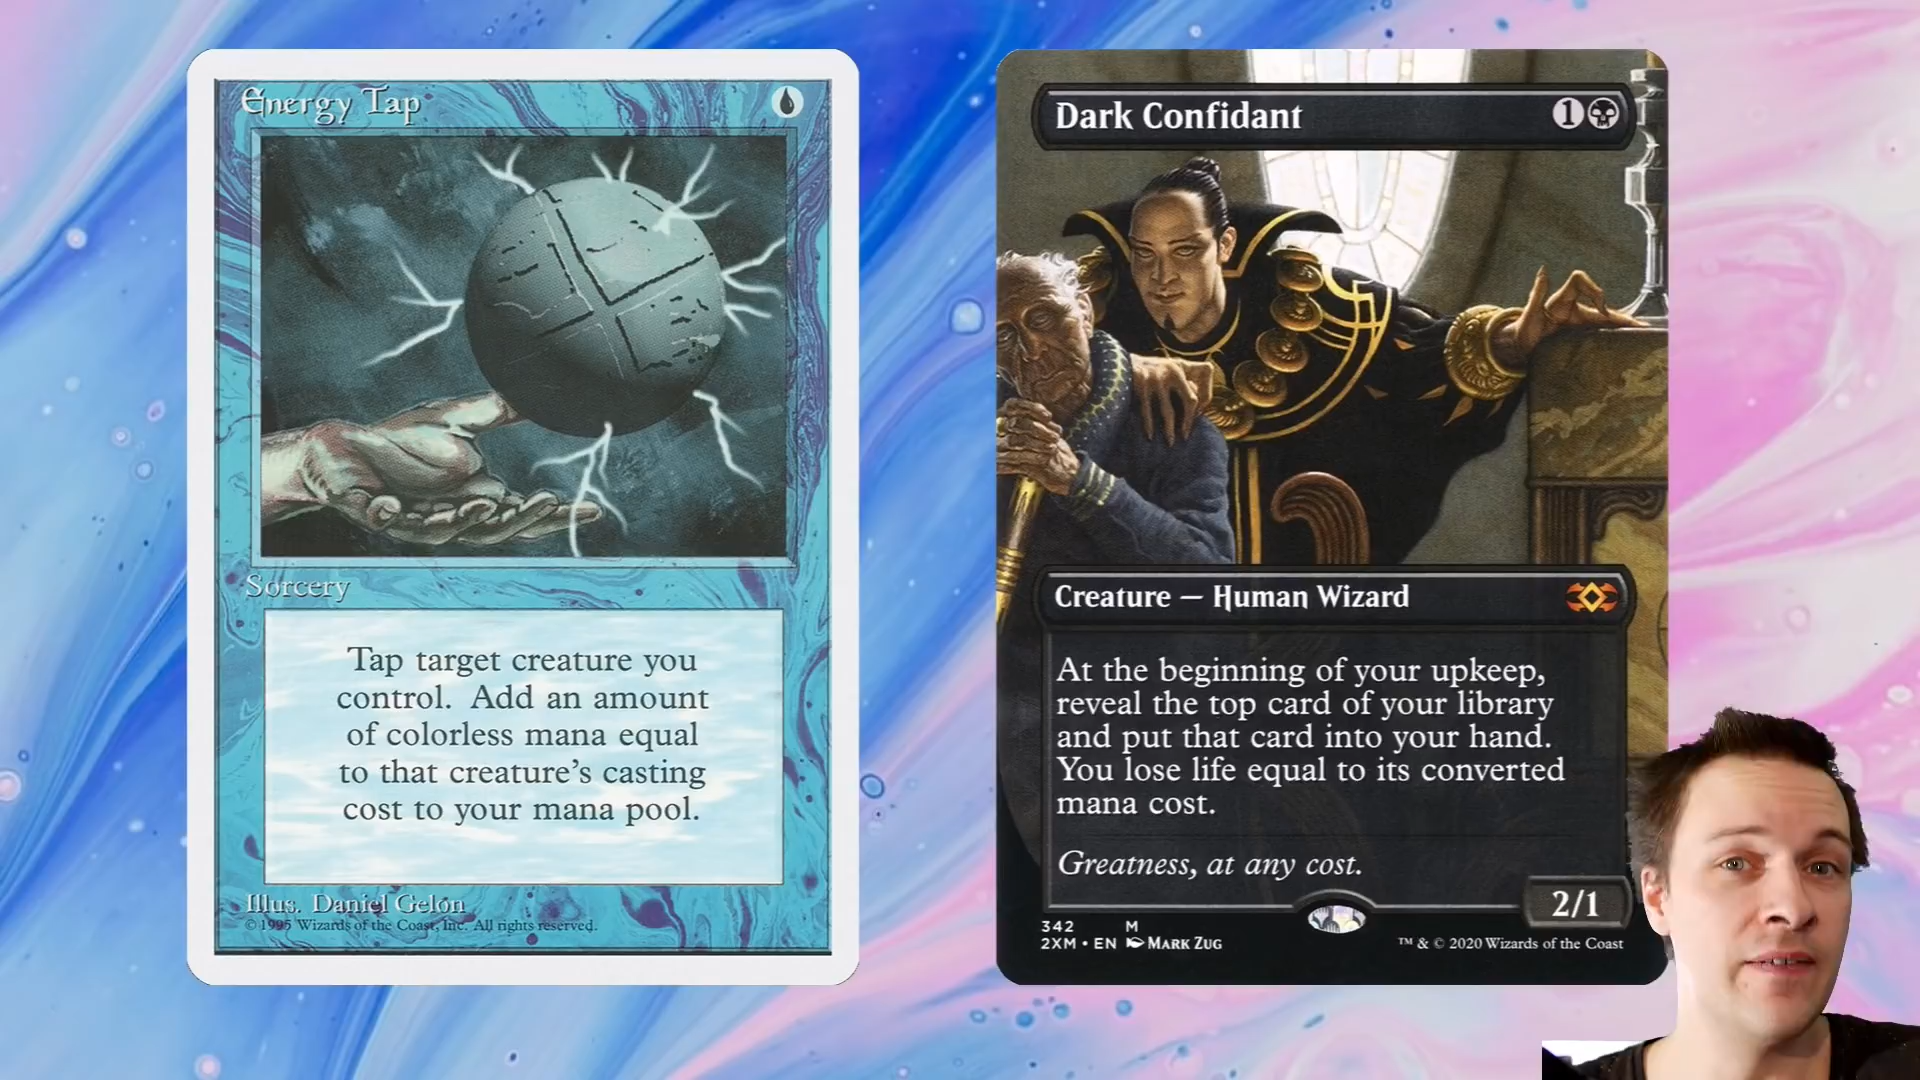 Energy Tap
Sorcery
Tap target creature you
control. Add an amount
of colorless mana equal
to that creature's casting
cost to your mana pool.
Illus. Daniel Gelon
© 1995 Wizards of the Coast, Inc. All rights reserved.
Dark Confidant 1
Creature — Human Wizard
At the beginning of your upkeep,
reveal the top card of your library
and put that card into your hand.
You lose life equal to its converted
mana cost.
Greatness, at any cost.
2/1
342 M
2XM • EN MARK ZUG
™ & © 2020 Wizards of the Coast